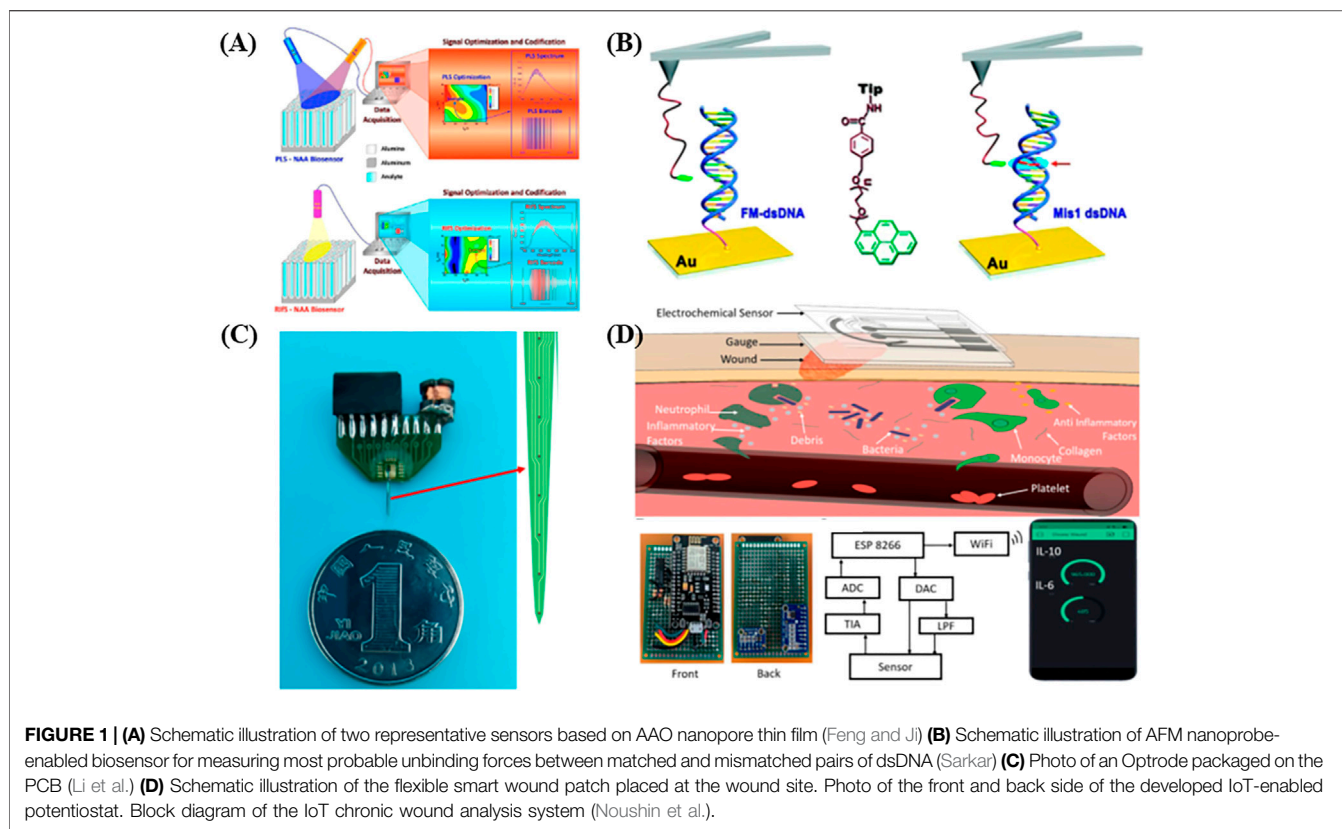 (A)
Signal Optimization and Codification
PLS Spectrum
PLS Optimization
PLS Barcode
Data
Acquisition
PLS - NAA Biosensor
Alumina
Aluminum
Analyte
Signal Optimization and Codification
RIfS Spectrum
RIfS Optimization
RIfS Barcode
Data
Acquisition
RIfS - NAA Biosensor
(B)
Tip
NH
O
n
O
O
FM-dsDNA
Au
Mis1 dsDNA
Au
(C)
YI
JIAO
1
角
2013
(D)
Electrochemical Sensor
Gauge
Wound
Neutrophil
Inflammatory
Factors
Debris
Bacteria
Anti Inflammatory
Factors
Collagen
Monocyte
Platelet
Front
Back
ESP 8266
WiFi
ADC
DAC
TIA
LPF
Sensor
IL-10
IL-6
FIGURE 1 | (A) Schematic illustration of two representative sensors based on AAO nanopore thin film (Feng and Ji) (B) Schematic illustration of AFM nanoprobe-
enabled biosensor for measuring most probable unbinding forces between matched and mismatched pairs of dsDNA (Sarkar) (C) Photo of an Optrode packaged on the
PCB (Li et al.) (D) Schematic illustration of the flexible smart wound patch placed at the wound site. Photo of the front and back side of the developed IoT-enabled
potentiostat. Block diagram of the IoT chronic wound analysis system (Noushin et al.).